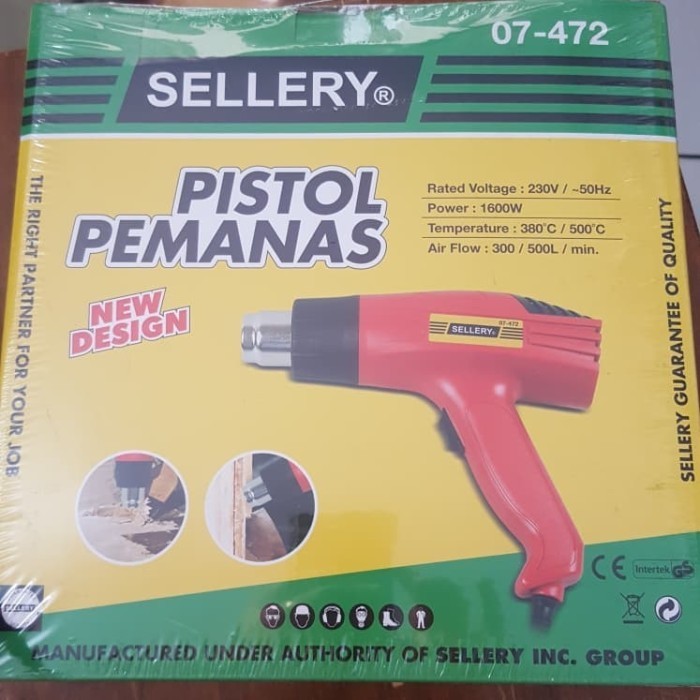 07-472
SELLERY®
PISTOL
PEMANAS
Rated Voltage : 230V / ~50Hz
Power : 1600W
Temperature : 380°C / 500°C
Air Flow : 300 / 500L / min.
NEW
DESIGN
07-472
SELLERY®
THE RIGHT PARTNER FOR YOUR JOB
SELLERY GUARANTEE OF QUALITY
CE
Intertek
GS
SELLERY
MANUFACTURED UNDER AUTHORITY OF SELLERY INC. GROUP